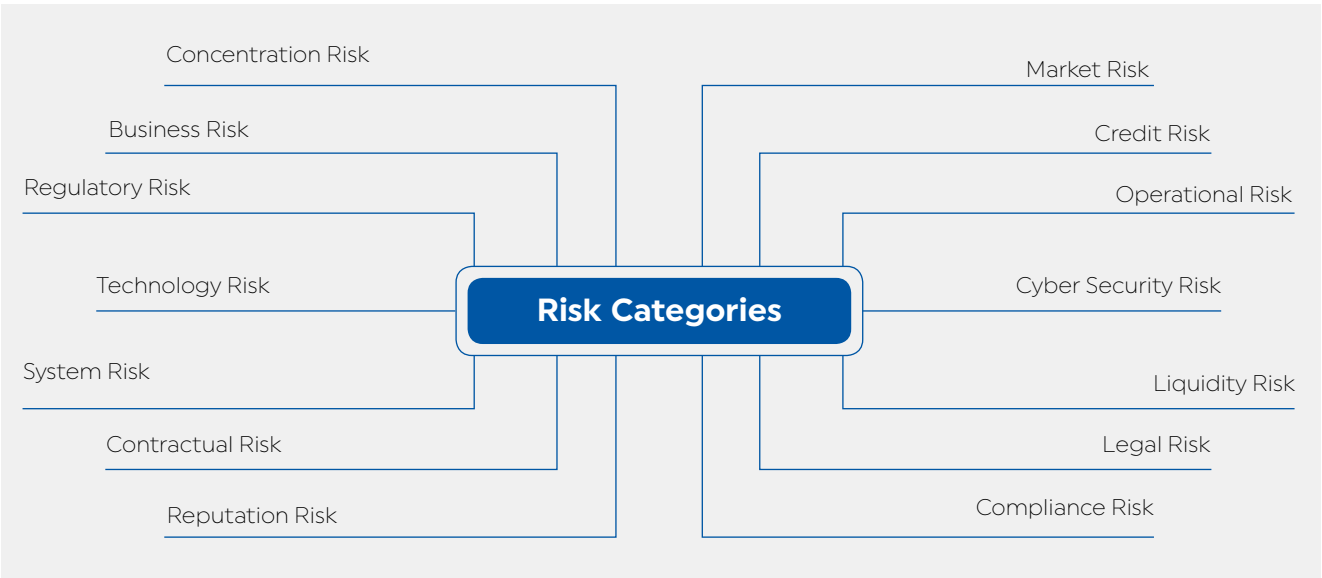 Concentration Risk
Business Risk
Regulatory Risk
Technology Risk
System Risk
Contractual Risk
Reputation Risk
Risk Categories
Market Risk
Credit Risk
Operational Risk
Cyber Security Risk
Liquidity Risk
Legal Risk
Compliance Risk